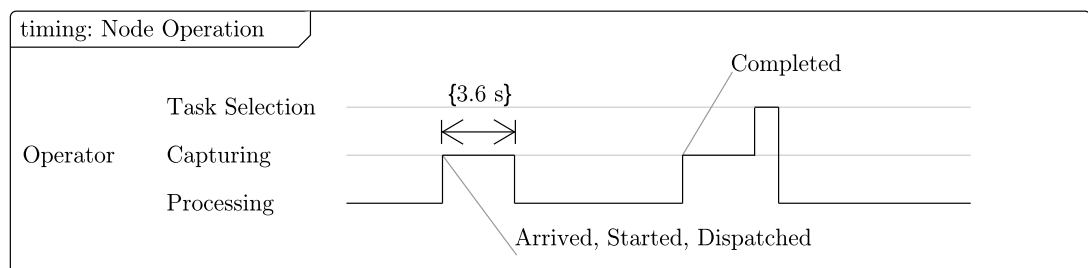 timing: Node Operation
Completed
{3.6 s}
Task Selection
Operator
Capturing
Processing
Arrived, Started, Dispatched